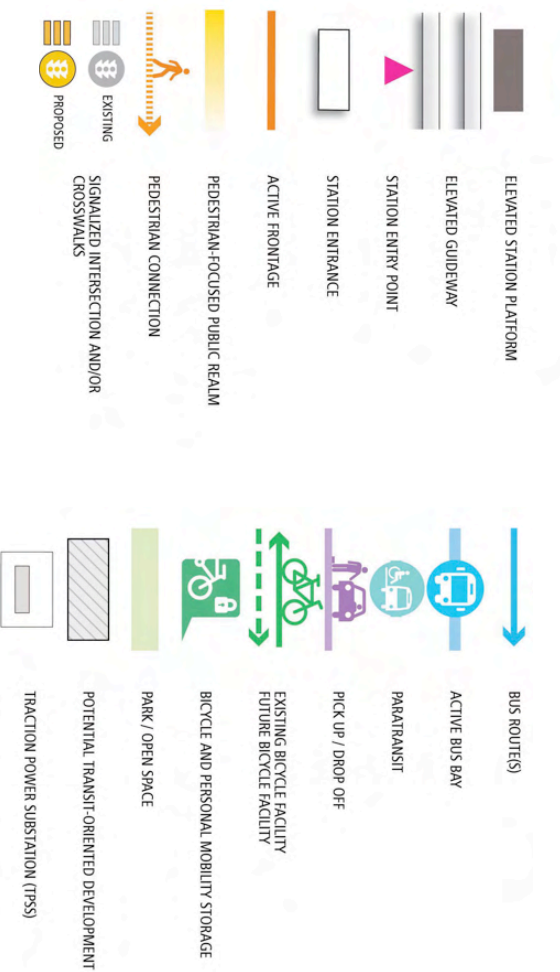 ELEVATED STATION PLATFORM
ELEVATED GUIDEWAY
STATION ENTRY POINT
STATION ENTRANCE
ACTIVE FRONTAGE
PEDESTRIAN-FOCUSED PUBLIC REALM
PEDESTRIAN CONNECTION
EXISTING
PROPOSED
SIGNALIZED INTERSECTION AND/OR
CROSSWALKS
BUS ROUTE(S)
ACTIVE BUS BAY
PARATRANSIT
PICK UP / DROP OFF
EXISTING BICYCLE FACILITY
FUTURE BICYCLE FACILITY
BICYCLE AND PERSONAL MOBILITY STORAGE
PARK / OPEN SPACE
POTENTIAL TRANSIT-ORIENTED DEVELOPMENT
TRACTION POWER SUBSTATION (TPSS)